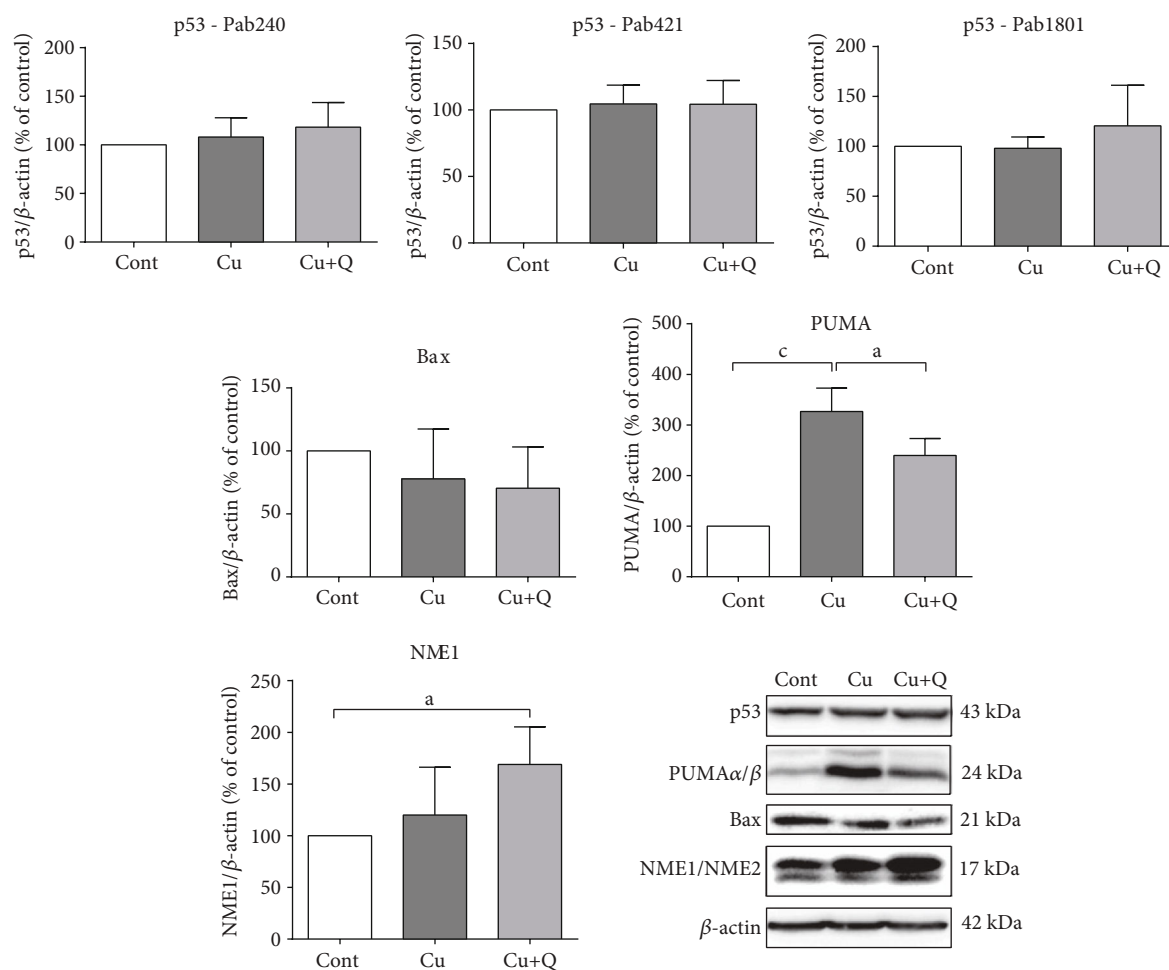 p53 - Pab240
p53/β-actin (% of control)
200
150
100
50
0
Cont Cu Cu+Q
p53 - Pab421
p53/β-actin (% of control)
150
100
50
0
Cont Cu Cu+Q
p53 - Pab1801
p53/β-actin (% of control)
200
150
100
50
0
Cont Cu Cu+Q
Bax
Bax/β-actin (% of control)
150
100
50
0
Cont Cu Cu+Q
PUMA
PUMA/β-actin (% of control)
500
400
300
200
100
0
c a
Cont Cu Cu+Q
NME1
NME1/β-actin (% of control)
250
200
150
100
50
0
a
Cont Cu Cu+Q
Cont Cu Cu+Q
p53 43 kDa
PUMAα/β 24 kDa
Bax 21 kDa
NME1/NME2 17 kDa
β-actin 42 kDa